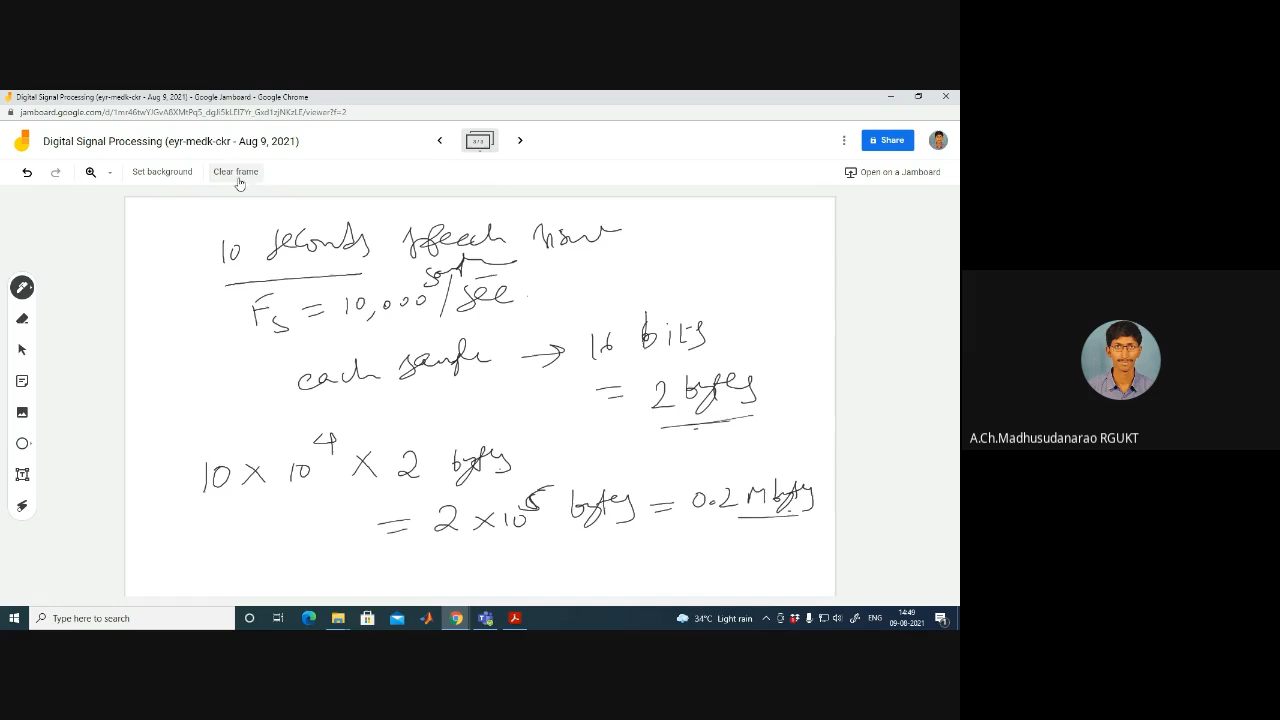 Digital Signal Processing (eyr-medk-ckr - Aug 9, 2021) - Google Jamboard - Google Chrome
Digital Signal Processing (eyr-medk-ckr - Aug 9, 2021)
3 / 3
Share
Set background
Clear frame
Open on a Jamboard
10 seconds speech
Fs = 10,000 /sec
each sample → 16 bits
= 2 bytes
10 × 10^4 × 2 bytes
= 2 × 10^5 bytes = 0.2 Mbyts
A.Ch.Madhusudanarao RGUKT
Type here to search
34°C Light rain
ENG
14:49
09-08-2021